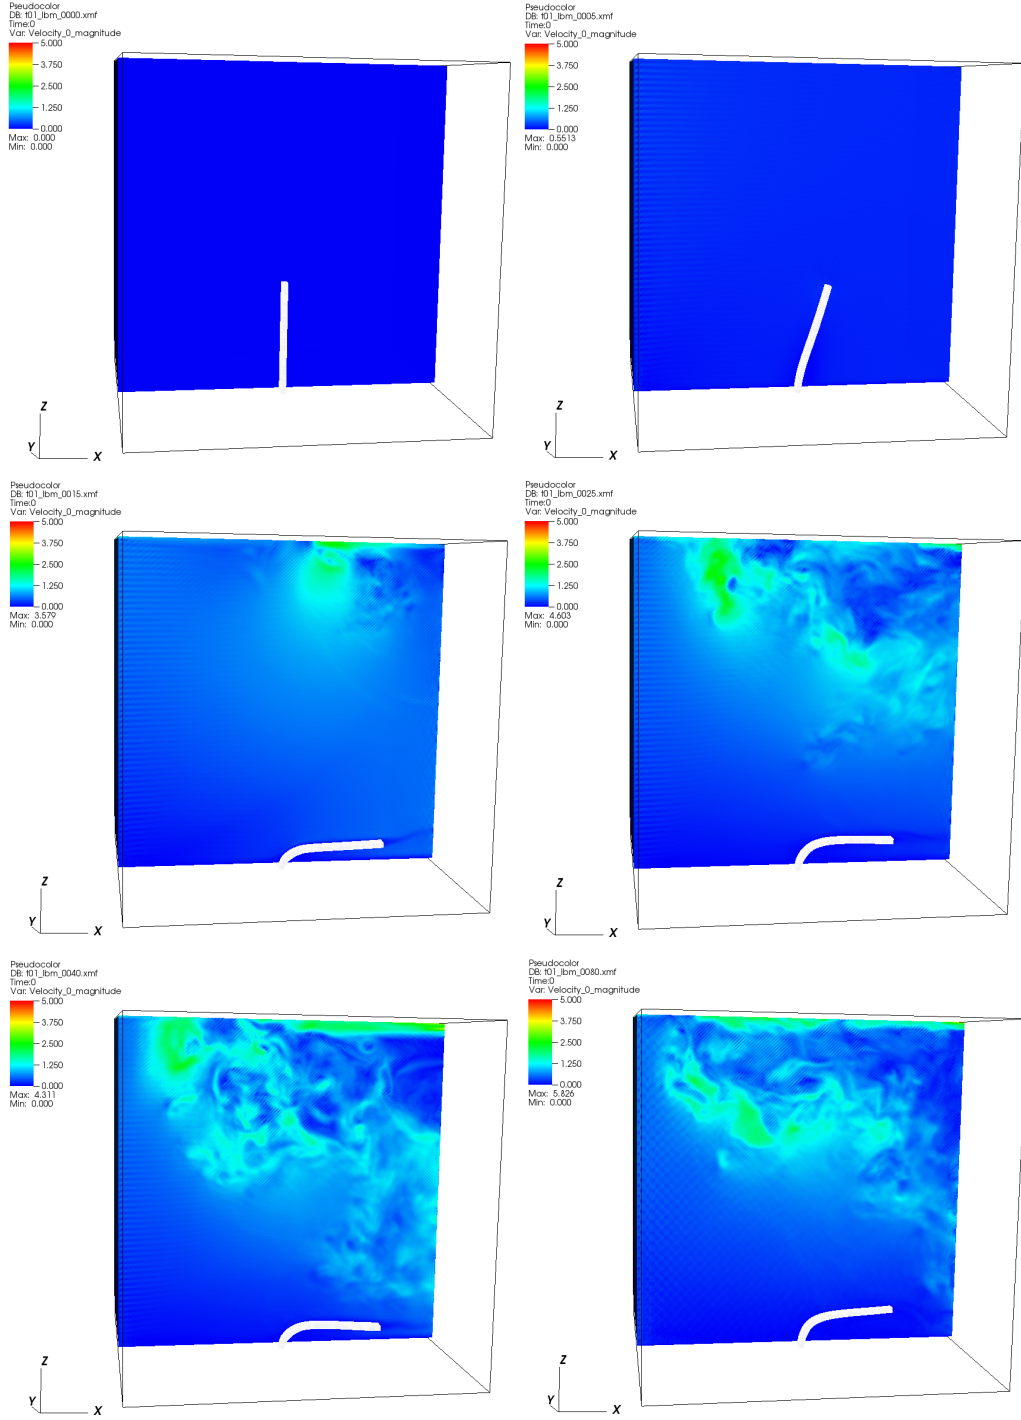 Pseudocolor
DB: t01_lbm_0000.xmf
Time:0
Var: Velocity_0_magnitude
5.000
3.750
2.500
1.250
0.000
Max: 0.000
Min: 0.000
Z
Y
X
Pseudocolor
DB: t01_lbm_0005.xmf
Time:0
Var: Velocity_0_magnitude
5.000
3.750
2.500
1.250
0.000
Max: 0.5513
Min: 0.000
Z
Y
X
Pseudocolor
DB: t01_lbm_0015.xmf
Time:0
Var: Velocity_0_magnitude
5.000
3.750
2.500
1.250
0.000
Max: 3.579
Min: 0.000
Z
Y
X
Pseudocolor
DB: t01_lbm_0025.xmf
Time:0
Var: Velocity_0_magnitude
5.000
3.750
2.500
1.250
0.000
Max: 4.603
Min: 0.000
Z
Y
X
Pseudocolor
DB: t01_lbm_0040.xmf
Time:0
Var: Velocity_0_magnitude
5.000
3.750
2.500
1.250
0.000
Max: 4.311
Min: 0.000
Z
Y
X
Pseudocolor
DB: t01_lbm_0080.xmf
Time:0
Var: Velocity_0_magnitude
5.000
3.750
2.500
1.250
0.000
Max: 5.826
Min: 0.000
Z
Y
X